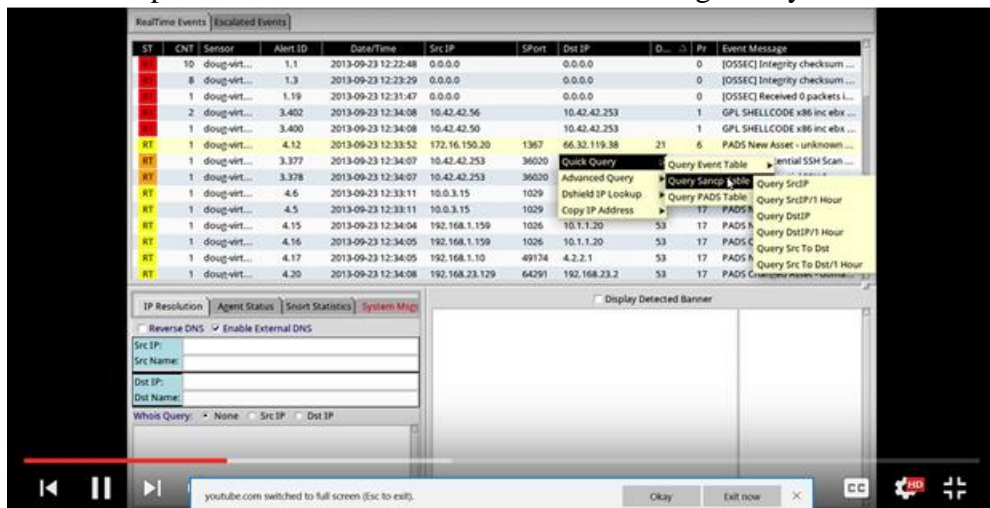 RealTime Events Escalated Events
ST CNT Sensor Alert ID Date/Time Src IP SPort Dst IP D... Pr Event Message
RT 10 doug-virt... 1.1 2013-09-23 12:22:48 0.0.0.0 0.0.0.0 0 [OSSEC] Integrity checksum ...
RT 8 doug-virt... 1.3 2013-09-23 12:23:29 0.0.0.0 0.0.0.0 0 [OSSEC] Integrity checksum ...
RT 1 doug-virt... 1.19 2013-09-23 12:31:47 0.0.0.0 0.0.0.0 0 [OSSEC] Received 0 packets i...
RT 2 doug-virt... 3.402 2013-09-23 12:34:08 10.42.42.56 10.42.42.253 1 GPL SHELLCODE x86 inc ebx ...
RT 1 doug-virt... 3.400 2013-09-23 12:34:08 10.42.42.50 10.42.42.253 1 GPL SHELLCODE x86 inc ebx ...
RT 1 doug-virt... 4.12 2013-09-23 12:33:52 172.16.150.20 1367 66.32.119.38 21 6 PADS New Asset - unknown ...
RT 1 doug-virt... 3.377 2013-09-23 12:34:07 10.42.42.253 36020 Quick Query Query Event Table ential SSH Scan ...
RT 1 doug-virt... 3.378 2013-09-23 12:34:07 10.42.42.253 36020 Advanced Query Query Sancp Table Query SrcIP
RT 1 doug-virt... 4.6 2013-09-23 12:33:11 10.0.3.15 1029 Dshield IP Lookup Query PADS Table Query SrcIP/1 Hour
RT 1 doug-virt... 4.5 2013-09-23 12:33:11 10.0.3.15 1029 Copy IP Address 17 PADS N Query DstIP
RT 1 doug-virt... 4.15 2013-09-23 12:34:04 192.168.1.159 1026 10.1.1.20 53 17 PADS N Query DstIP/1 Hour
RT 1 doug-virt... 4.16 2013-09-23 12:34:05 192.168.1.159 1026 10.1.1.20 53 17 PADS C Query Src To Dst
RT 1 doug-virt... 4.17 2013-09-23 12:34:05 192.168.1.10 49174 4.2.2.1 53 17 PADS N Query Src To Dst/1 Hour
RT 1 doug-virt... 4.20 2013-09-23 12:34:08 192.168.23.129 64291 192.168.23.2 53 17 PADS Changed Asset - doma...
IP Resolution Agent Status Snort Statistics System Msgs
Display Detected Banner
Reverse DNS Enable External DNS
Src IP:
Src Name:
Dst IP:
Dst Name:
Whois Query: None Src IP Dst IP
youtube.com switched to full screen (Esc to exit). Okay Exit now
CC HD